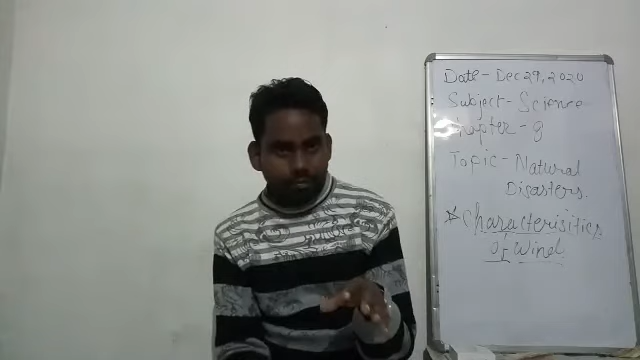 Date - Dec 29, 2020
Subject - Science
Chapter - 8
Topic - Natural
Disasters.
* Characterisitics
of Wind